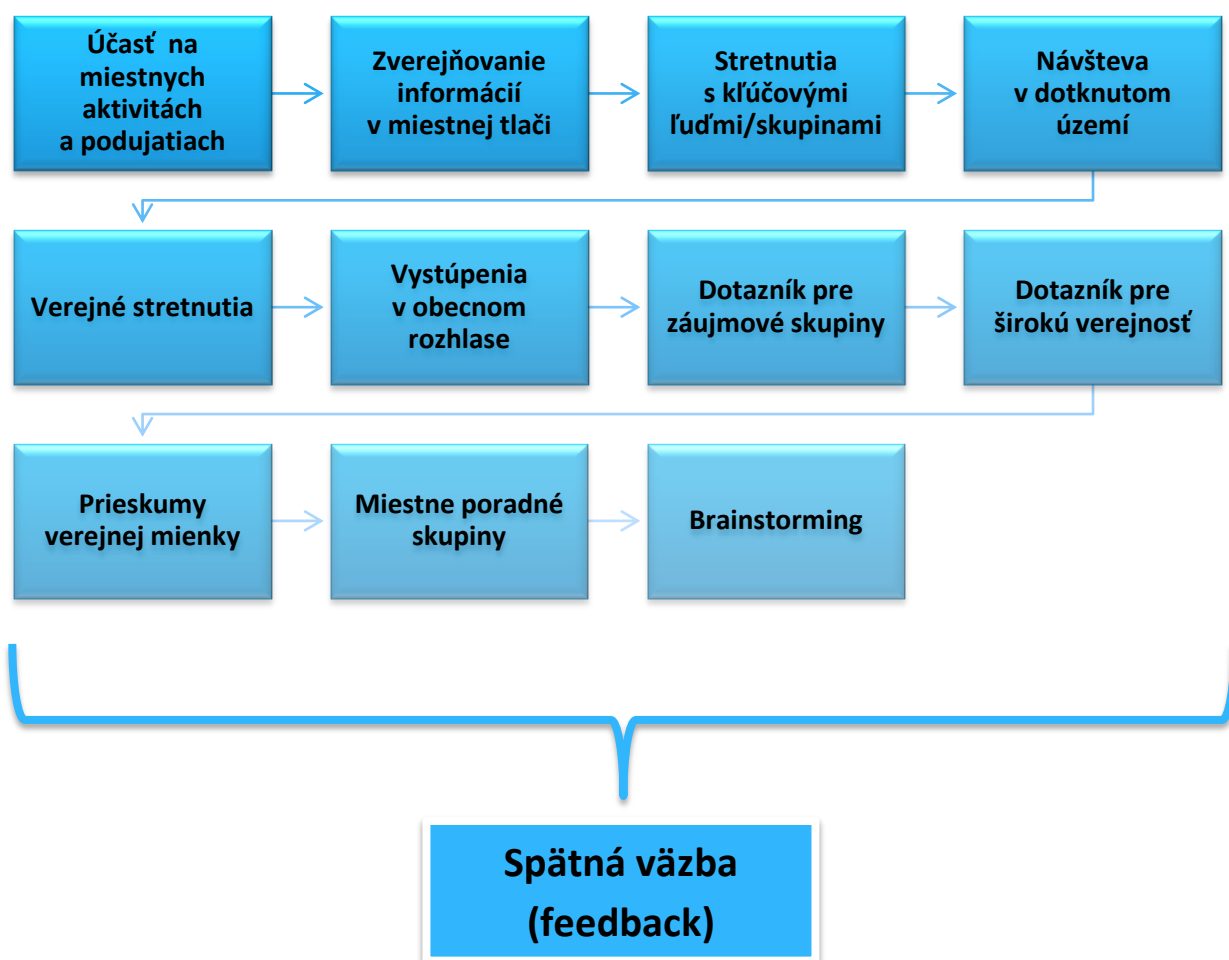 Účasť na
miestnych
aktivitách
a podujatiach
Zverejňovanie
informácií
v miestnej tlači
Stretnutia
s kľúčovými
ľuďmi/skupinami
Návšteva
v dotknutom
území
Verejné stretnutia
Vystúpenia
v obecnom
rozhlase
Dotazník pre
záujmové skupiny
Dotazník pre
širokú verejnosť
Prieskumy
verejnej mienky
Miestne poradné
skupiny
Brainstorming
Spätná väzba
(feedback)